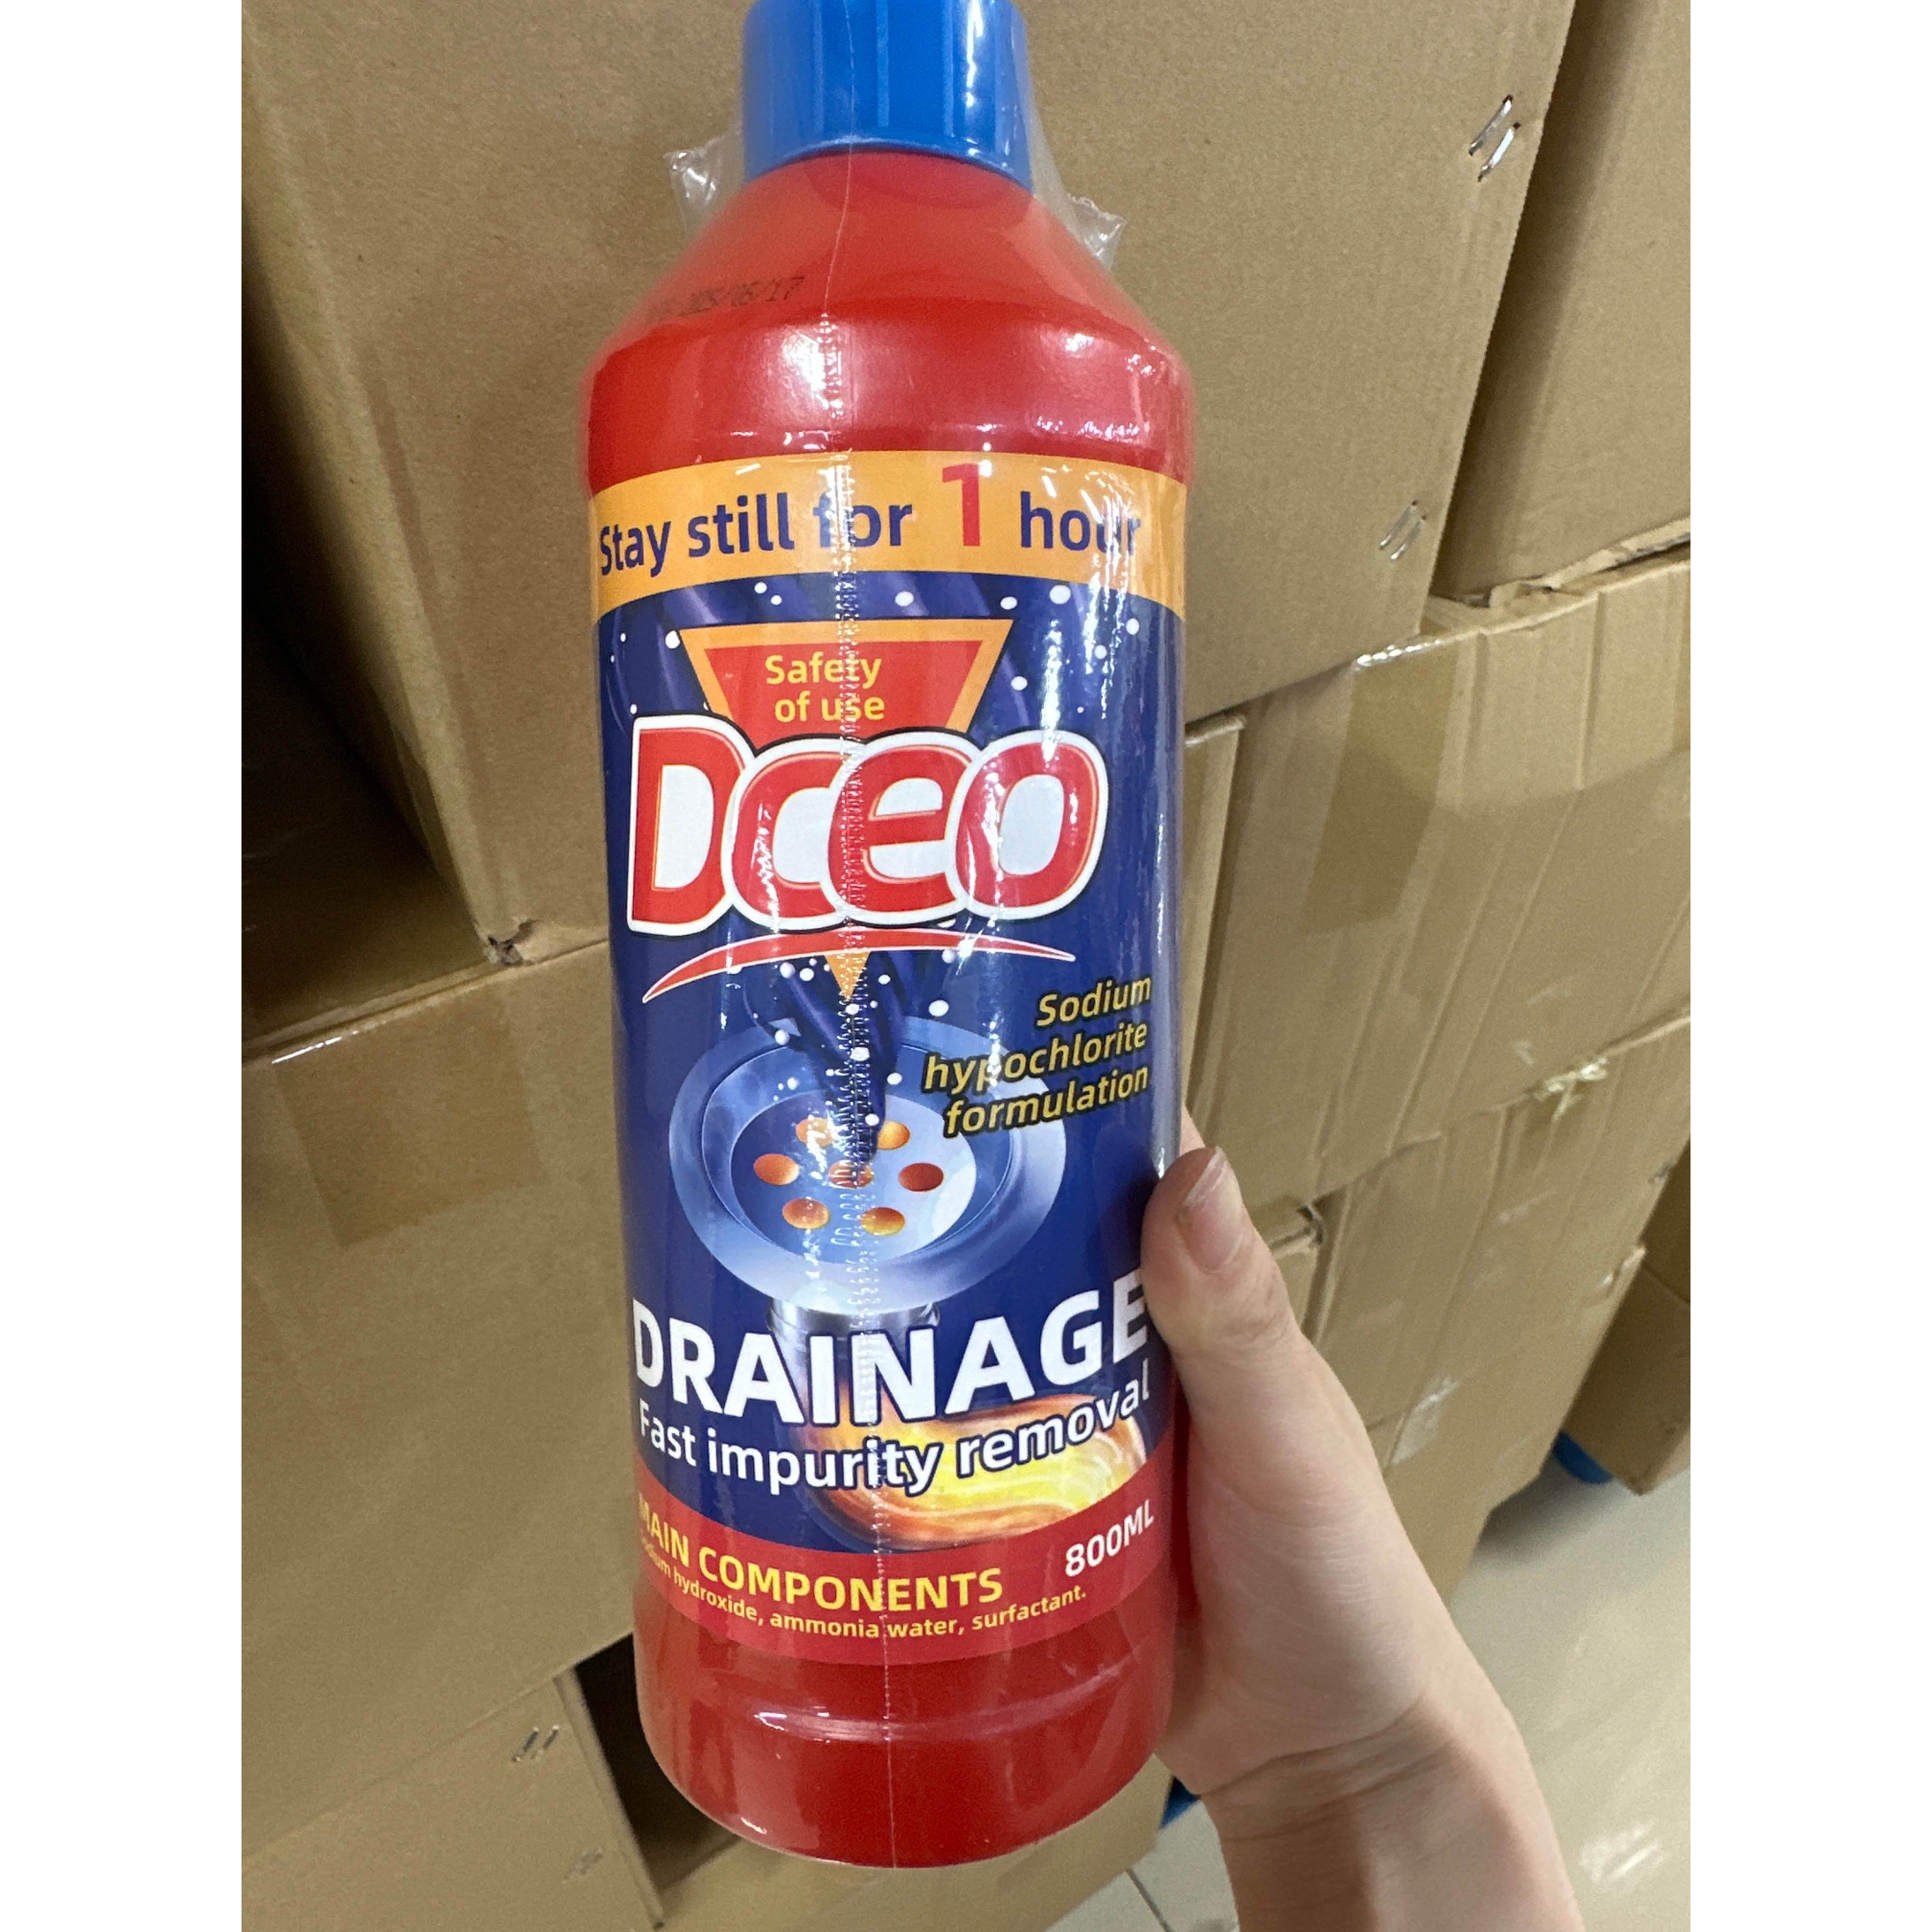 Stay still for 1 hour
Safety
of use
Dceo
Sodium
hypochlorite
formulation
DRAINAGE
Fast impurity removal
MAIN COMPONENTS
800ML
Sodium hydroxide, ammonia water, surfactant.